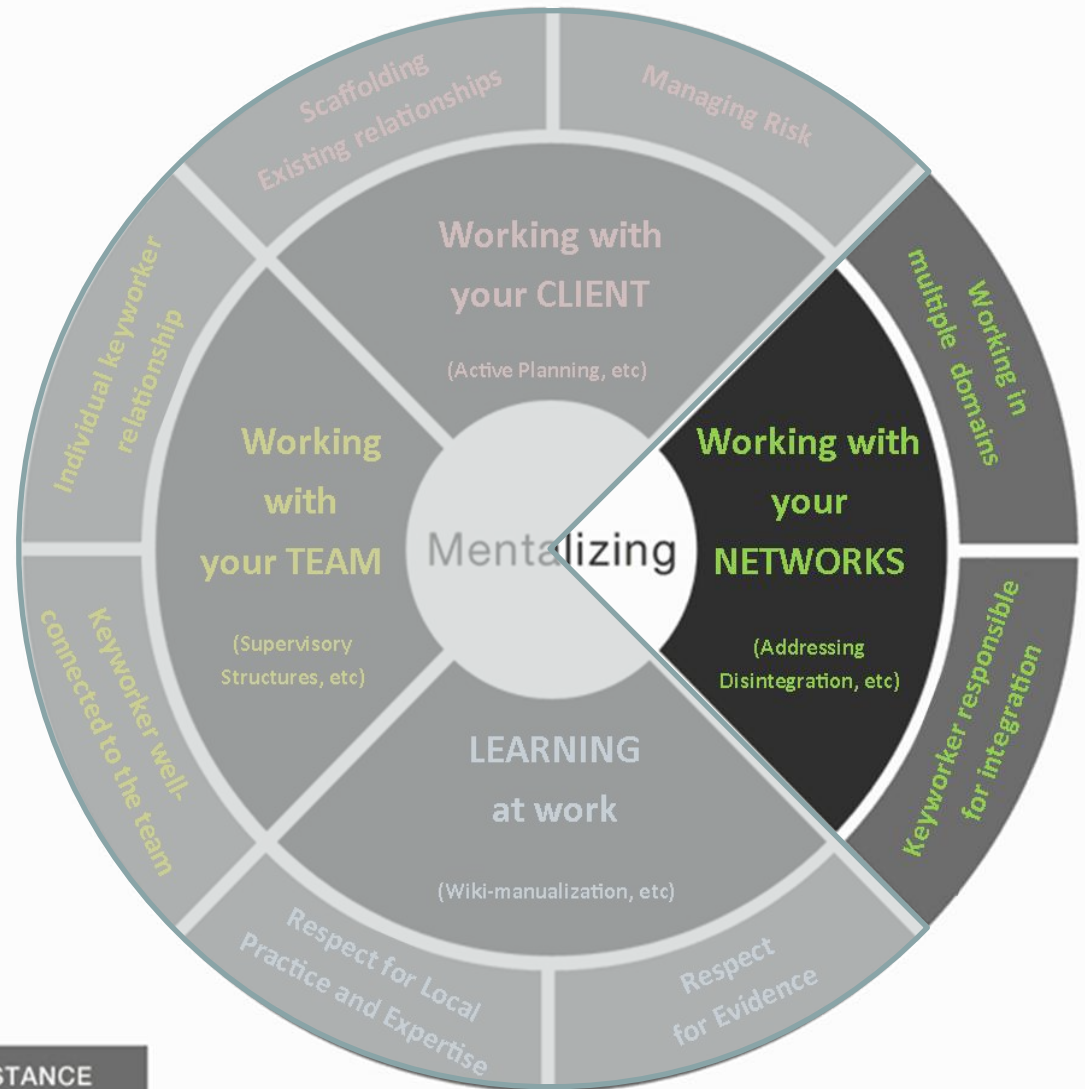 Scaffolding
Existing relationships
Managing Risk
Working with
your CLIENT
(Active Planning, etc)
Individual keyworker
relationship
Working
with
your TEAM
(Supervisory
Structures, etc)
Keyworker well-
connected to the team
Mentalizing
Working with
your
NETWORKS
(Addressing
Disintegration, etc)
Working in
multiple domains
Keyworker responsible
for integration
LEARNING
at work
(Wiki-manualization, etc)
Respect for Local
Practice and Expertise
Respect
for Evidence
STANCE